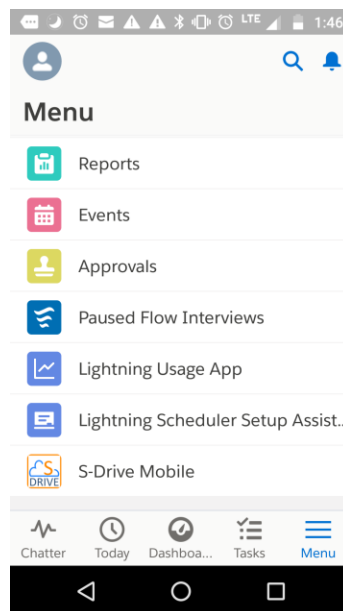 LTE 1:46
Menu
Reports
Events
Approvals
Paused Flow Interviews
Lightning Usage App
Lightning Scheduler Setup Assist..
S-DRIVE
S-Drive Mobile
Chatter Today Dashboa... Tasks Menu